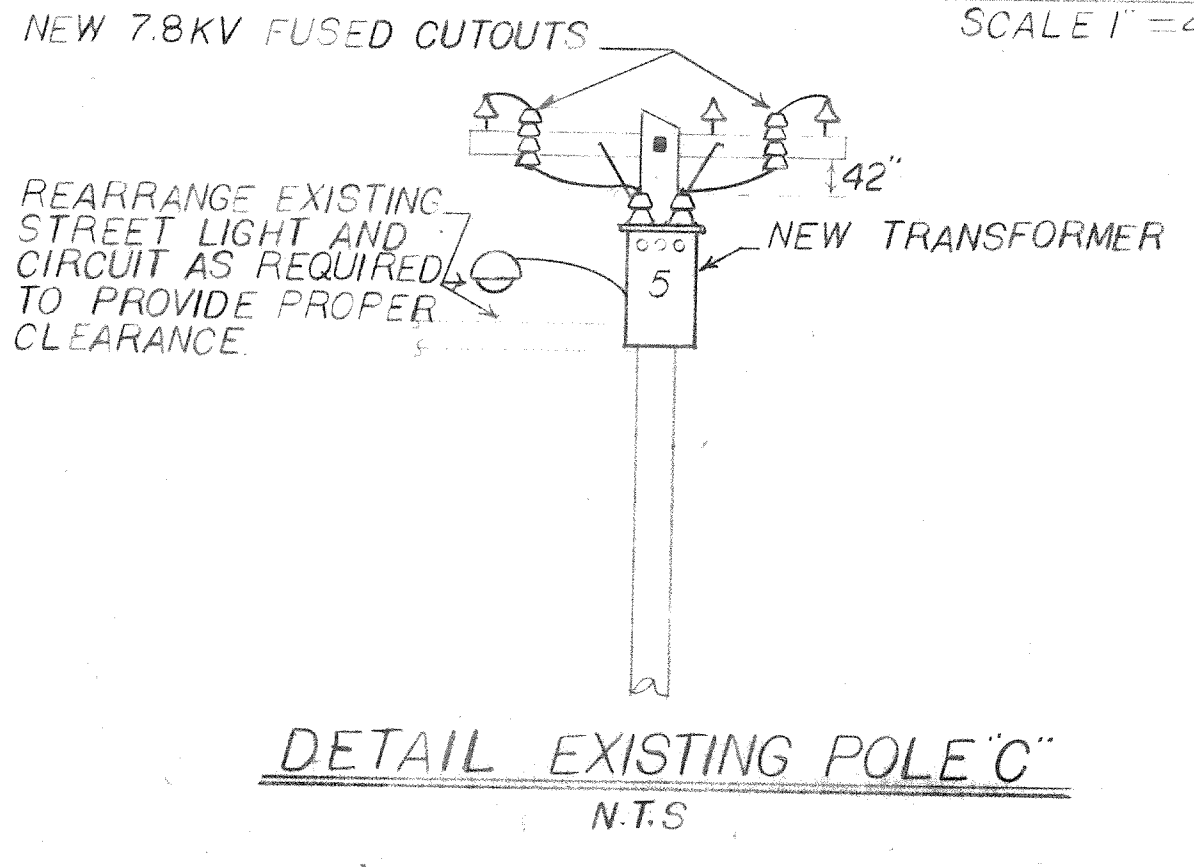 NEW 7.8KV FUSED CUTOUTS
SCALE 1" =
42"
REARRANGE EXISTING
STREET LIGHT AND
CIRCUIT AS REQUIRED
TO PROVIDE PROPER
CLEARANCE.
NEW TRANSFORMER
5
DETAIL EXISTING POLE "C"
N.T.S